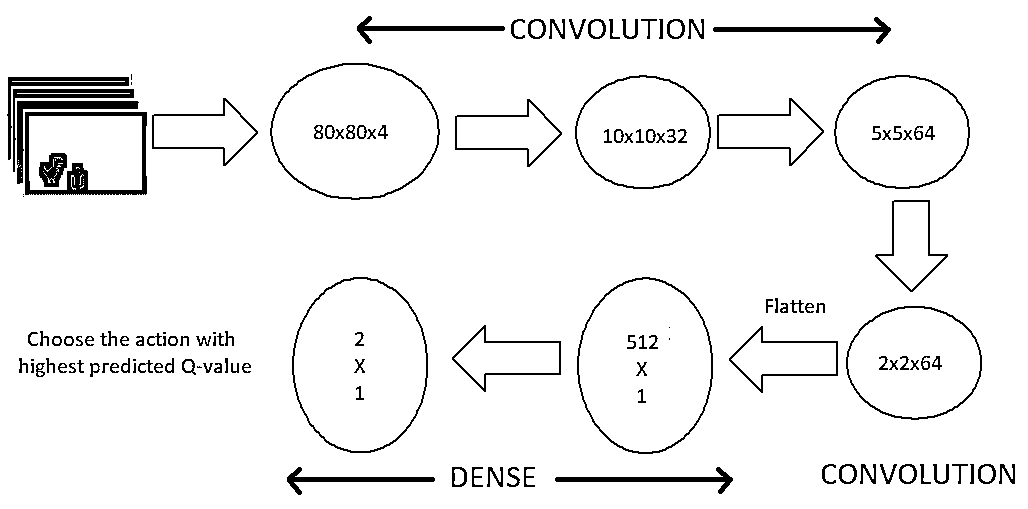 CONVOLUTION
80x80x4
10x10x32
5x5x64
Flatten
Choose the action with
highest predicted Q-value
2
X
1
512
X
1
2x2x64
DENSE
CONVOLUTION